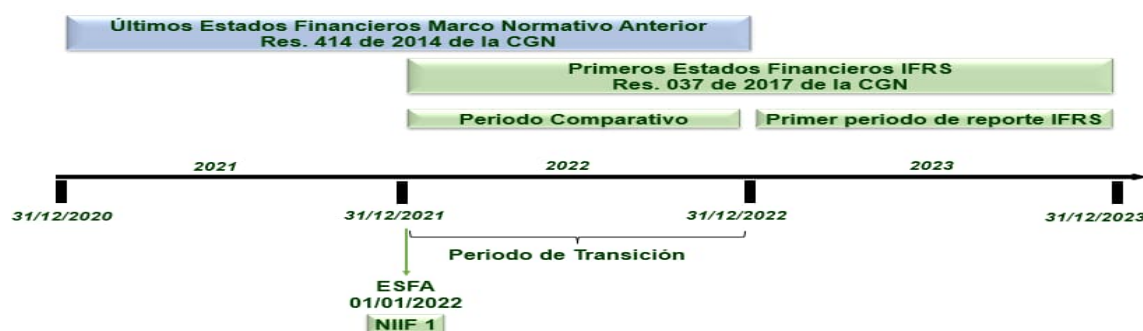 Últimos Estados Financieros Marco Normativo Anterior
Res. 414 de 2014 de la CGN
Primeros Estados Financieros IFRS
Res. 037 de 2017 de la CGN
Periodo Comparativo
Primer periodo de reporte IFRS
2021
2022
2023
31/12/2020
31/12/2021
31/12/2022
31/12/2023
Periodo de Transición
ESFA
01/01/2022
NIIF 1